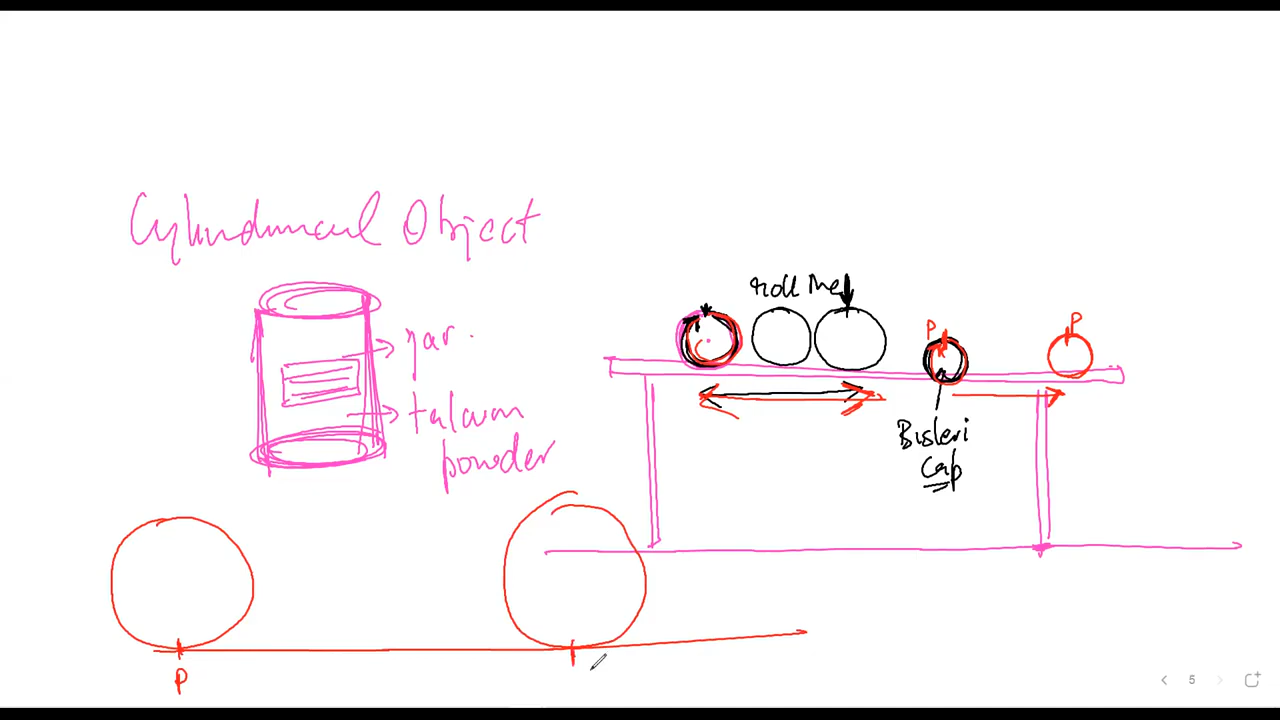 Cylindrical Object
roll me
P
P
jar.
talcum
powder
Bisleri
cap
P
5